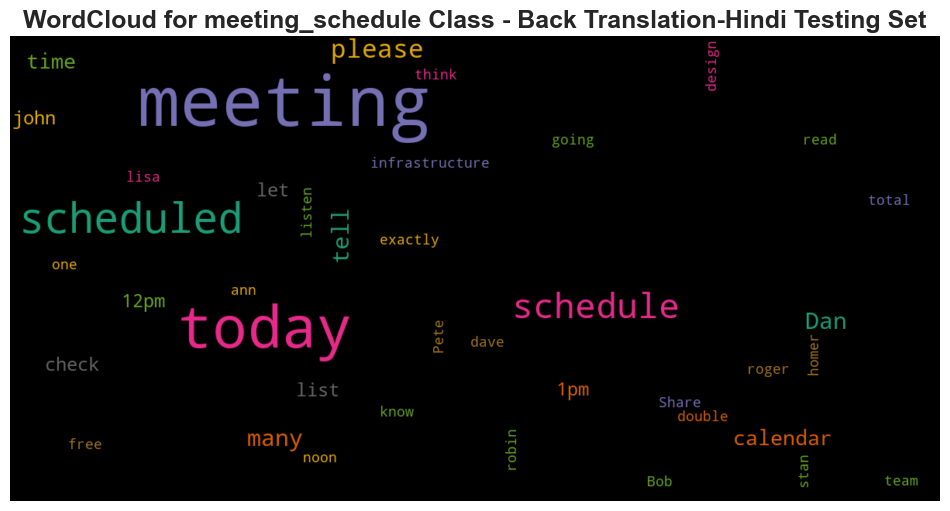 WordCloud for meeting_schedule Class - Back Translation-Hindi Testing Set
please
time
think
design
meeting
john
going
read
infrastructure
lisa
let
listen
total
scheduled
tell
exactly
one
ann
12pm
today
schedule
Dan
Pete
dave
homer
check
roger
list
1pm
Share
know
double
many
calendar
free
noon
robin
stan
Bob
team